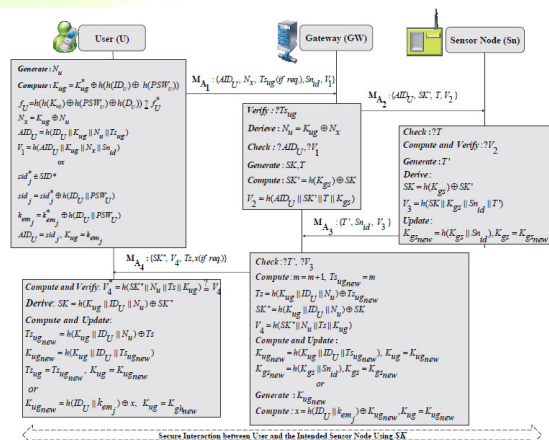 User (U)
Gateway (GW)
Sensor Node (Sn)
Generate: N_u
Compute: K_ug = K*_ug ⊕ h(h(ID_U) ⊕ h(PSW_U))
N_x = K_ug ⊕ N_u
AID_U = h(ID_U || K_ug || N_u || Ts_ug)
V_1 = h(AID_U || K_ug || N_x || Sn_id)
or
sid*_j ∈ SID*
sid_j = sid*_j ⊕ h(ID_U || PSW_U)
k_em_j = k*_em_j ⊕ h(ID_U || PSW_U)
AID_U = sid_j, K_ug = k_em_j
M_A1 : {AID_U, N_x, Ts_ug (if req), Sn_id, V_1}
Verify: ?Ts_ug
Derieve: N_u = K_ug ⊕ N_x
Check: ?AID_U, ?V_1
Generate: SK, T
Compute: SK' = h(K_gs) ⊕ SK
V_2 = h(AID_U || SK' || T || K_gs)
M_A2 : {AID_U, SK', T, V_2}
Check: ?T
Compute and Verify: ?V_2
Generate: T'
Derive:
SK = h(K_gs) ⊕ SK'
V_3 = h(SK || K_gs || Sn_id || T')
Update:
K_gs_new = h(K_gs || Sn_id), K_gs = K_gs_new
M_A3 : {T', Sn_id, V_3}
Check: ?T', ?V_3
Compute: m = m+1, Ts_ug_new = m
Ts = h(K_ug || ID_U || N_u) ⊕ Ts_ug_new
SK'' = h(K_ug || ID_U || N_u) ⊕ SK
V_4 = h(SK'' || N_u || Ts || K_ug)
Compute and Update:
K_ug_new = h(K_ug || ID_U || Ts_ug_new), K_ug = K_ug_new
K_gs_new = h(K_gs || Sn_id), K_gs = K_gs_new
or
Generate: K_ug_new
Compute: x = h(ID_U || k_em_j) ⊕ K_ug_new, K_ug = K_ug_new
M_A4 : {SK'', V_4, Ts, x (if req)}
Compute and Verify: V*_4 = h(SK'' || N_u || Ts || K_ug) ?= V_4
Derive: SK = h(K_ug || ID_U || N_u) ⊕ SK''
Compute and Update:
Ts_ug_new = h(K_ug || ID_U || N_u) ⊕ Ts
K_ug_new = h(K_ug || ID_U || Ts_ug_new)
Ts_ug = Ts_ug_new, K_ug = K_ug_new
or
K_ug_new = h(ID_U || k_em_j) ⊕ x, K_ug = K_gh_new
Secure Interaction between User and the Intended Sensor Node Using SK